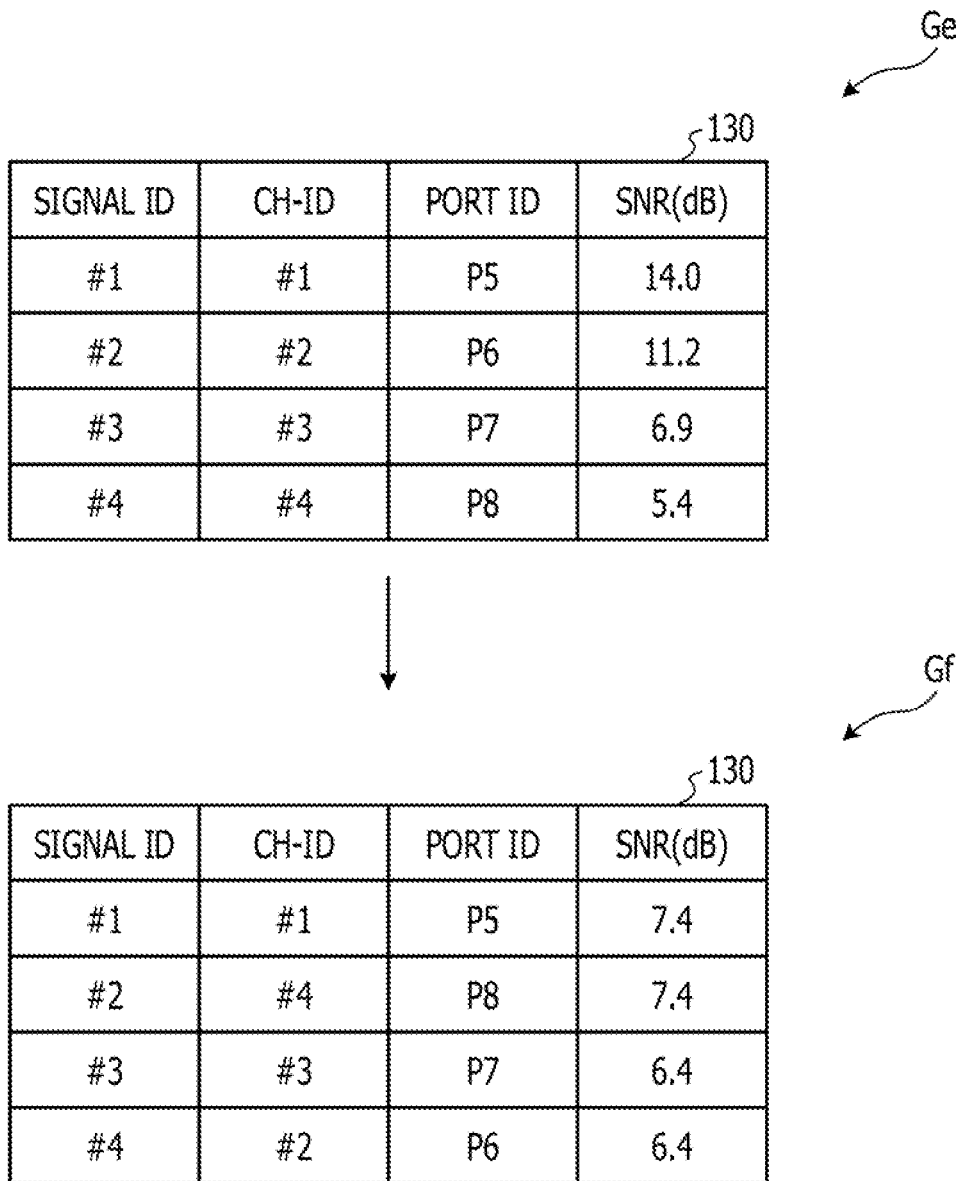 Ge
130
SIGNAL ID CH-ID PORT ID SNR(dB)
#1 #1 P5 14.0
#2 #2 P6 11.2
#3 #3 P7 6.9
#4 #4 P8 5.4
Gf
130
SIGNAL ID CH-ID PORT ID SNR(dB)
#1 #1 P5 7.4
#2 #4 P8 7.4
#3 #3 P7 6.4
#4 #2 P6 6.4